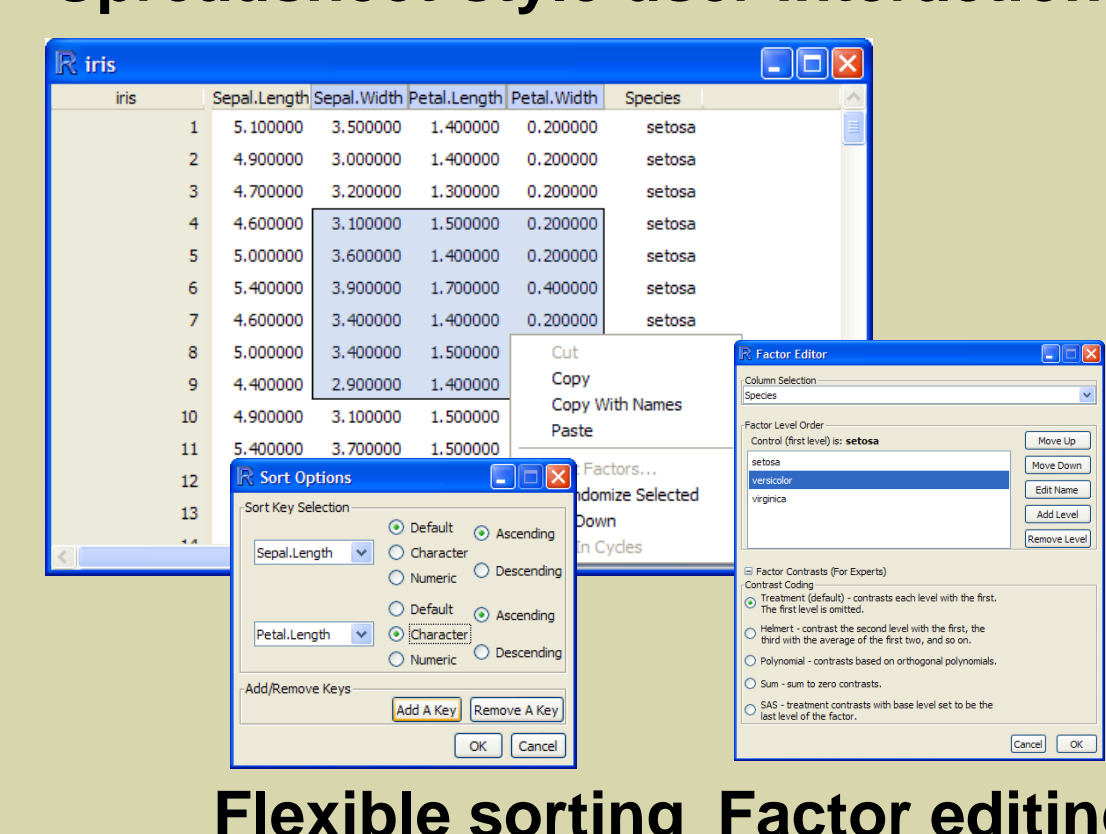 Spreadsheet-style user interaction
iris
iris Sepal.Length Sepal.Width Petal.Length Petal.Width Species
1 5.100000 3.500000 1.400000 0.200000 setosa
2 4.900000 3.000000 1.400000 0.200000 setosa
3 4.700000 3.200000 1.300000 0.200000 setosa
4 4.600000 3.100000 1.500000 0.200000 setosa
5 5.000000 3.600000 1.400000 0.200000 setosa
6 5.400000 3.900000 1.700000 0.400000 setosa
7 4.600000 3.400000 1.400000 0.200000 setosa
8 5.000000 3.400000 1.500000
9 4.400000 2.900000 1.400000
10 4.900000 3.100000 1.500000
11 5.400000 3.700000 1.500000
12
13
14
Cut
Copy
Copy With Names
Paste
Factors...
ndomize Selected
Down
In Cycles
Sort Options
Sort Key Selection
Sepal.Length
Default
Character
Numeric
Ascending
Descending
Petal.Length
Default
Character
Numeric
Ascending
Descending
Add/Remove Keys
Add A Key Remove A Key
OK Cancel
Factor Editor
Column Selection
Species
Factor Level Order
Control (first level) is: setosa
setosa
versicolor
virginica
Move Up
Move Down
Edit Name
Add Level
Remove Level
Factor Contrasts (For Experts)
Contrast Coding
Treatment (default) - contrasts each level with the first.
The first level is omitted.
Helmert - contrast the second level with the first, the
third with the average of the first two, and so on.
Polynomial - contrasts based on orthogonal polynomials.
Sum - sum to zero contrasts.
SAS - treatment contrasts with base level set to be the
last level of the factor.
Cancel OK
Flexible sorting Factor editing